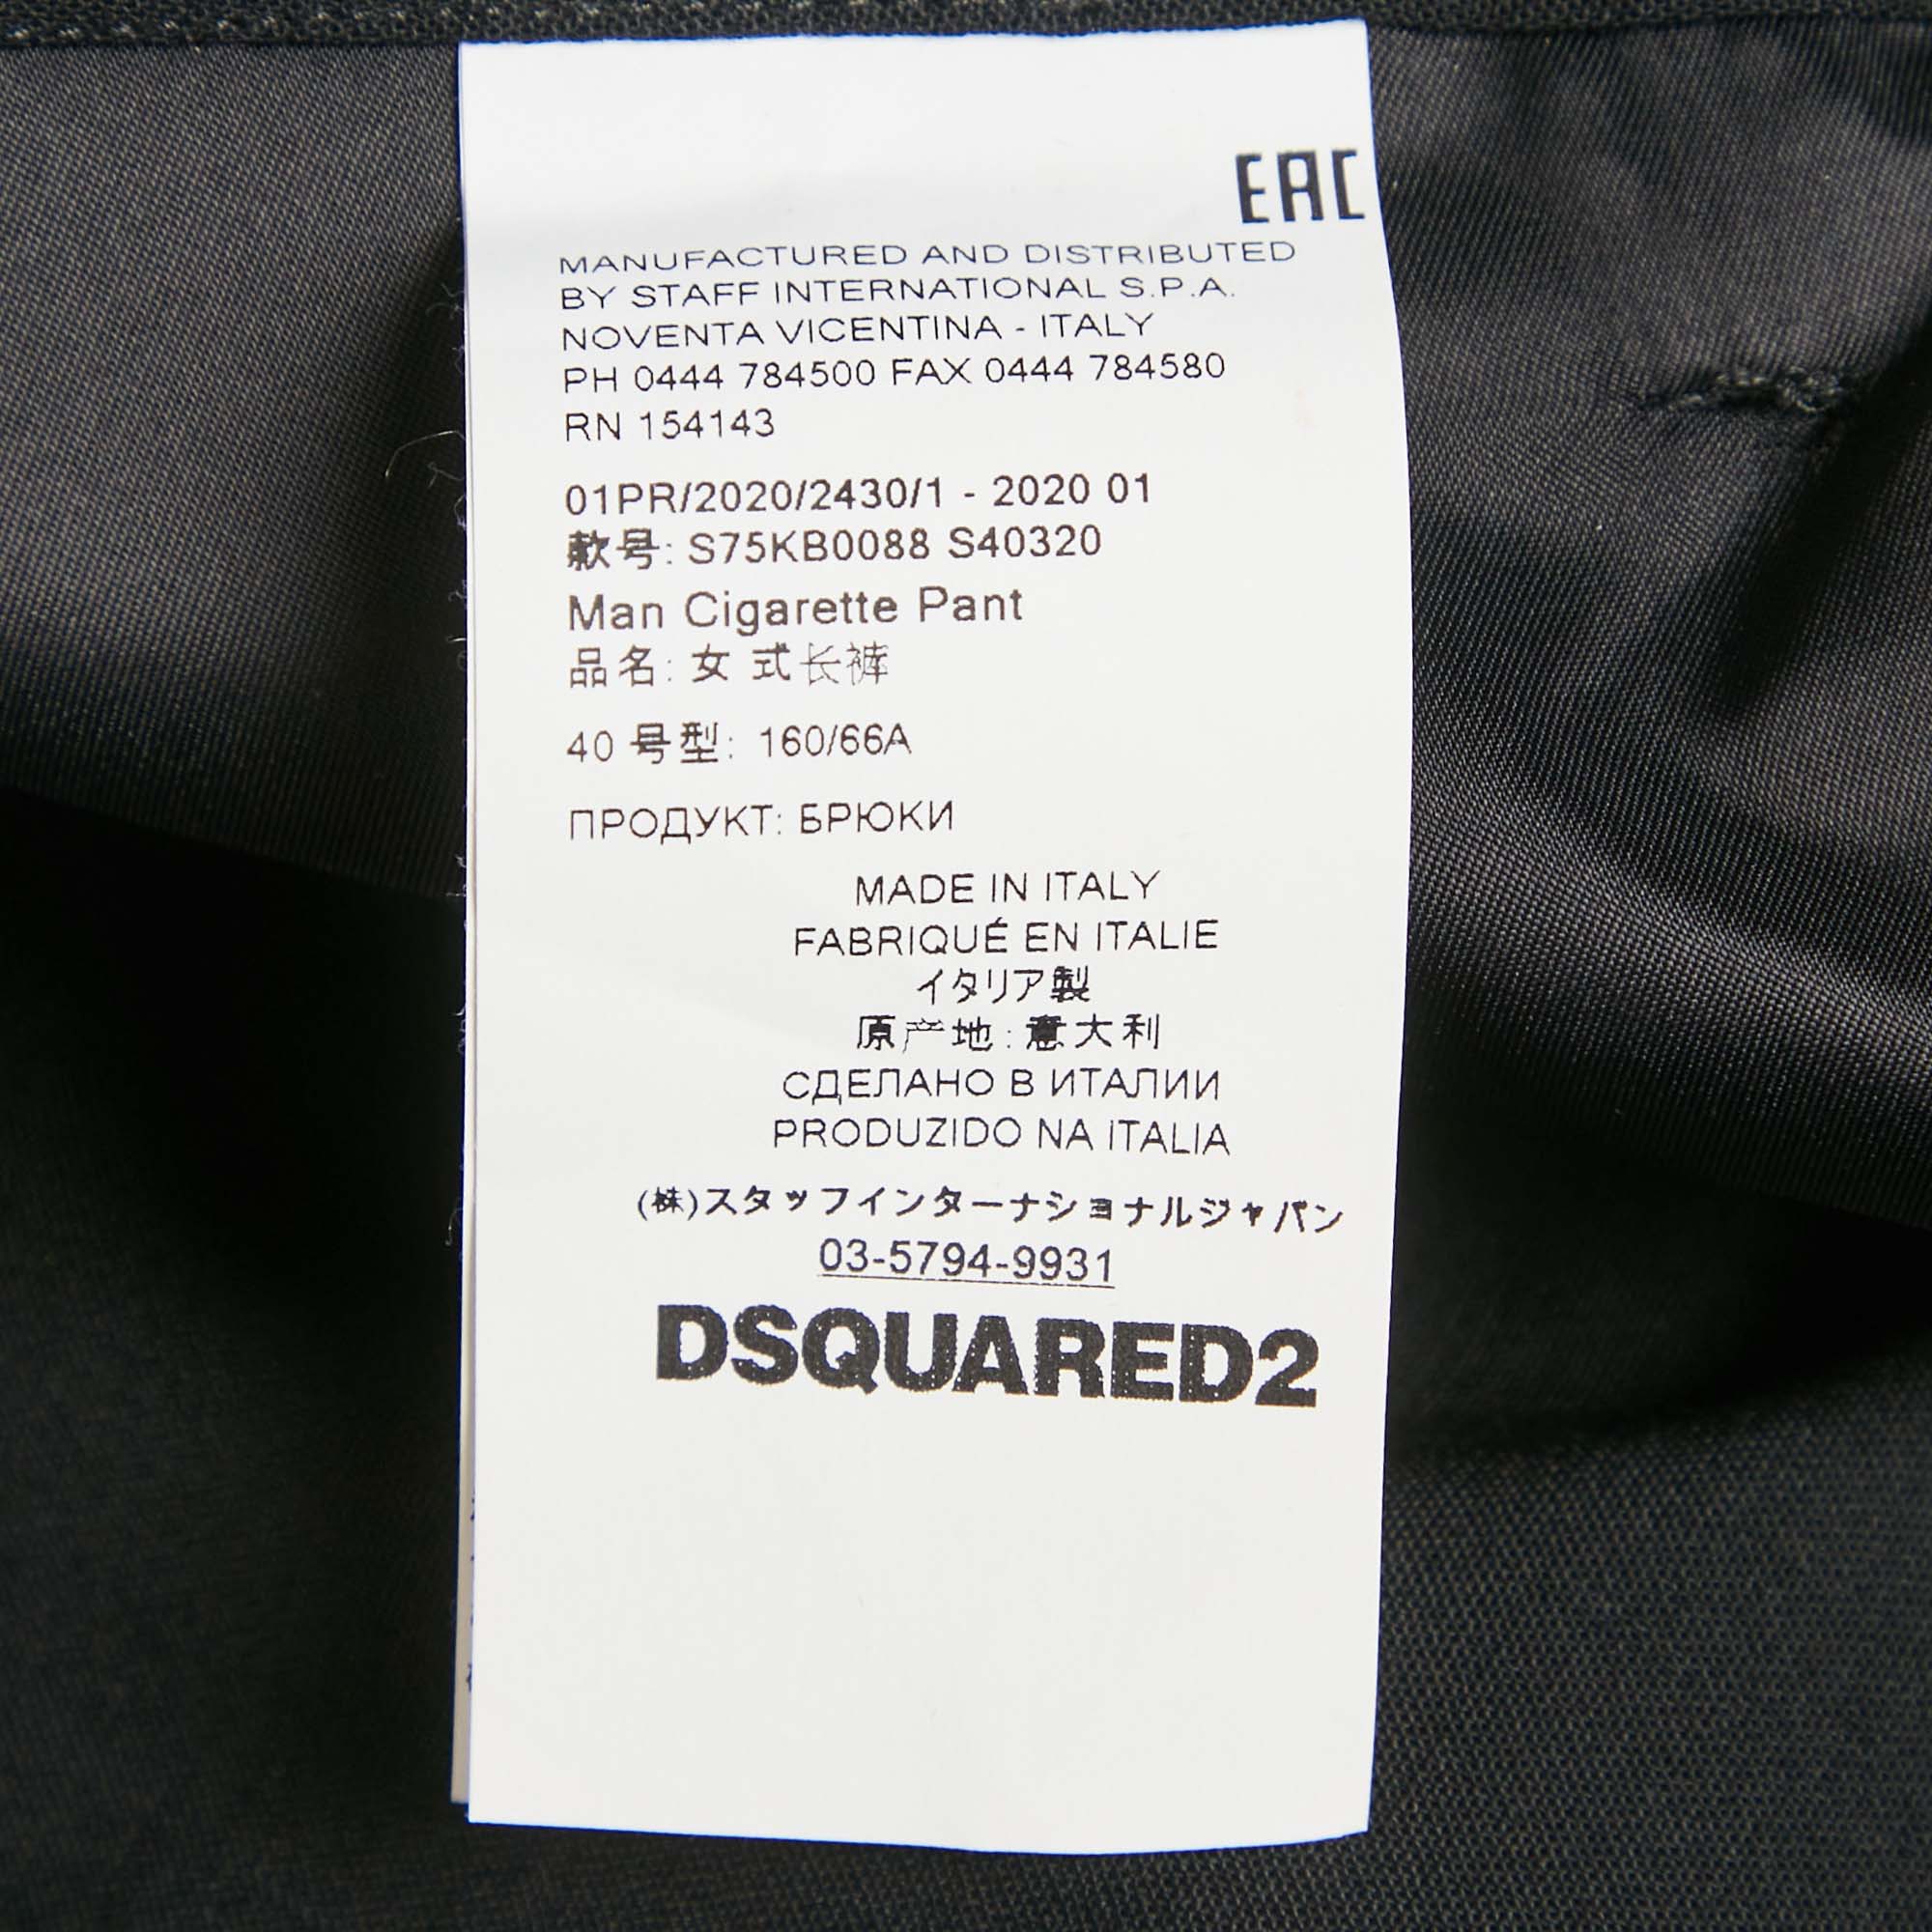 EAC
MANUFACTURED AND DISTRIBUTED
BY STAFF INTERNATIONAL S.P.A.
NOVENTA VICENTINA - ITALY
PH 0444 784500 FAX 0444 784580
RN 154143
01PR/2020/2430/1 - 2020 01
款号: S75KB0088 S40320
Man Cigarette Pant
品名: 女式长裤
40 号型: 160/66A
ПРОДУКТ: БРЮКИ
MADE IN ITALY
FABRIQUÉ EN ITALIE
イタリア製
原产地: 意大利
СДЕЛАНО В ИТАЛИИ
PRODUZIDO NA ITALIA
(株)スタッフインターナショナルジャパン
03-5794-9931
DSQUARED2